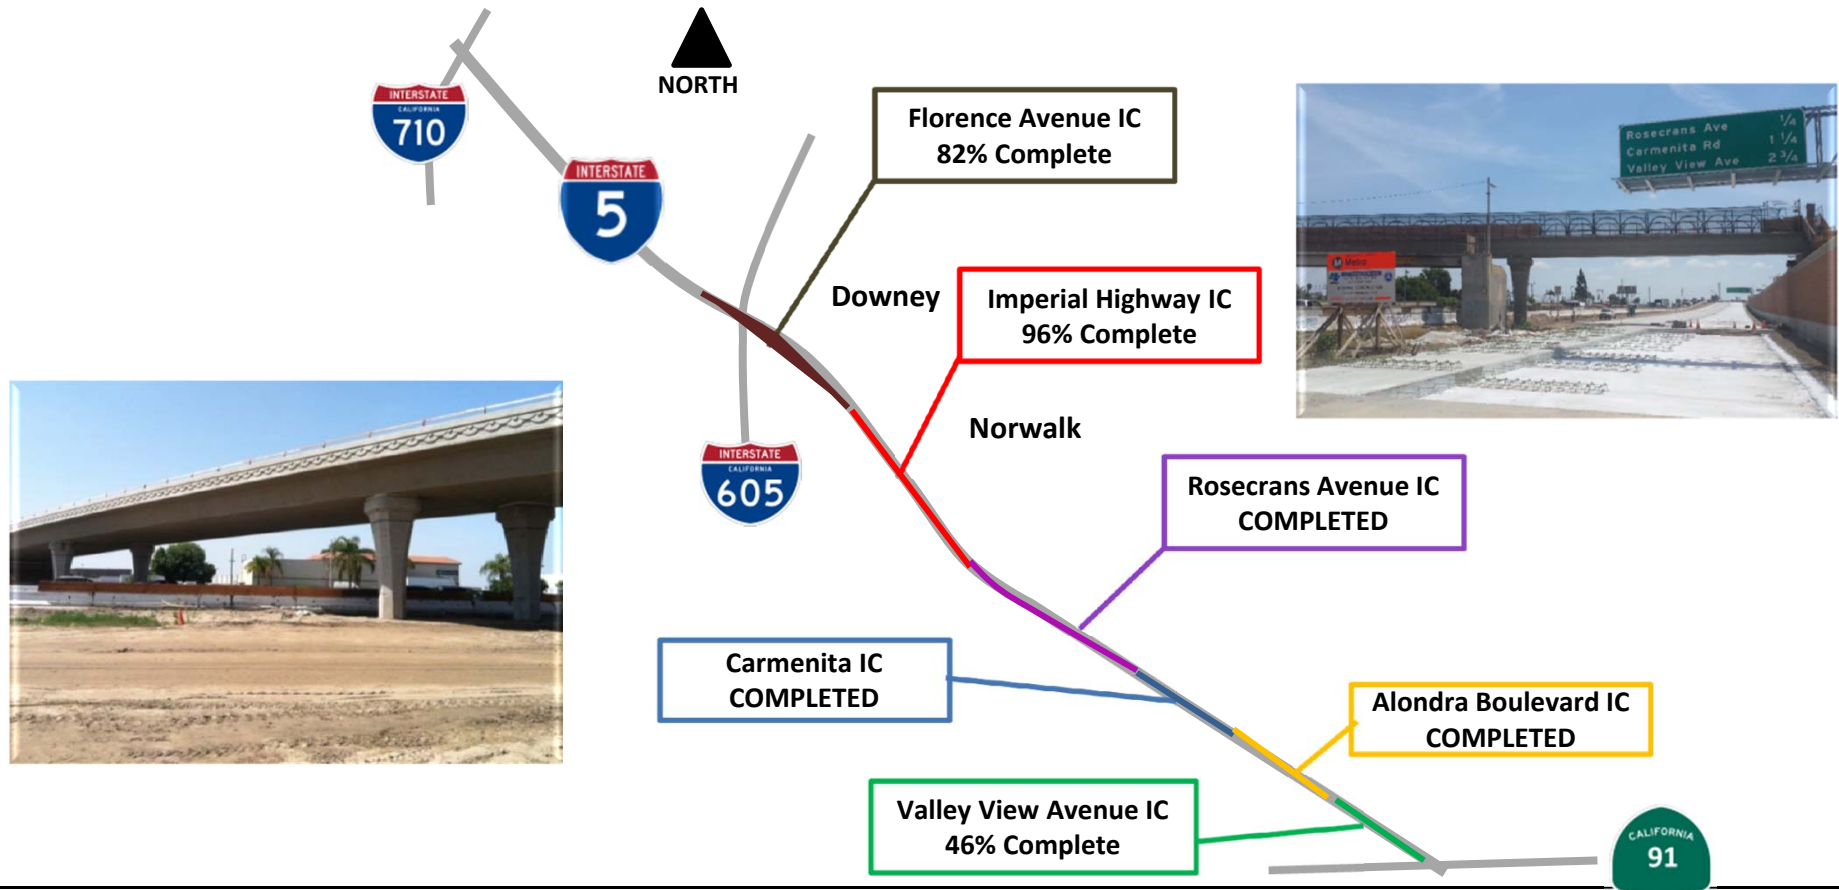 NORTH
INTERSTATE
CALIFORNIA
710
INTERSTATE
5
Florence Avenue IC
82% Complete
Rosecrans Ave 1/4
Carmenita Rd 1 1/4
Valley View Ave 2 3/4
Metro
Downey
Imperial Highway IC
96% Complete
Norwalk
INTERSTATE
CALIFORNIA
605
Rosecrans Avenue IC
COMPLETED
Carmenita IC
COMPLETED
Alondra Boulevard IC
COMPLETED
Valley View Avenue IC
46% Complete
CALIFORNIA
91